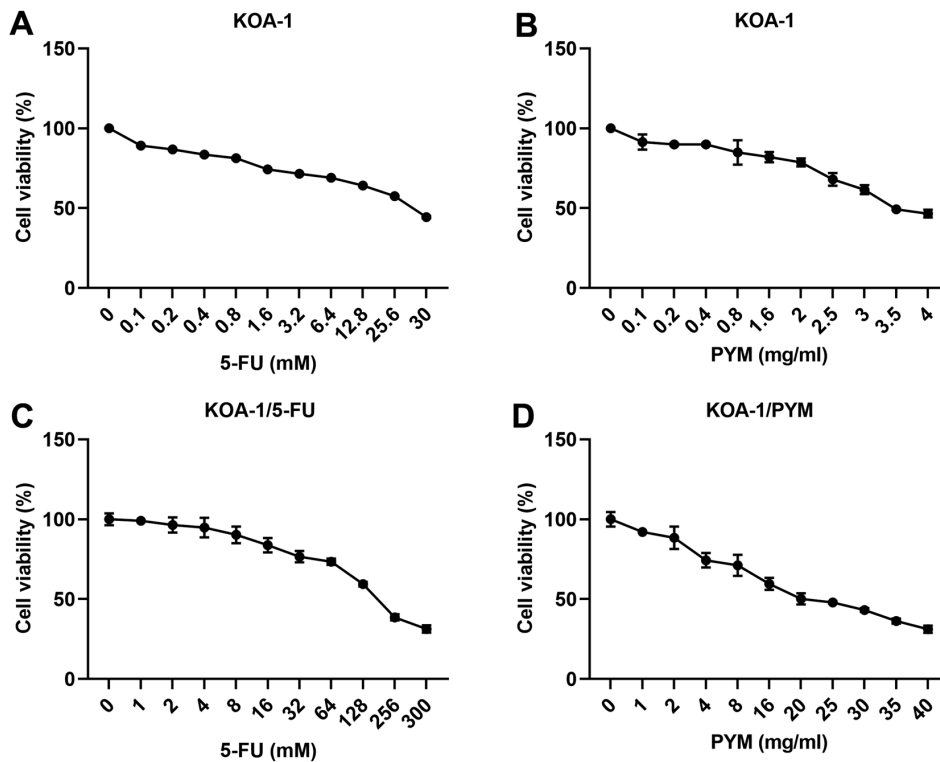 A
KOA-1
Cell viability (%)
150
100
50
0
0 0.1 0.2 0.4 0.8 1.6 3.2 6.4 12.8 25.6 30
5-FU (mM)
B
KOA-1
Cell viability (%)
150
100
50
0
0 0.1 0.2 0.4 0.8 1.6 2 2.5 3 3.5 4
PYM (mg/ml)
C
KOA-1/5-FU
Cell viability (%)
150
100
50
0
0 1 2 4 8 16 32 64 128 256 300
5-FU (mM)
D
KOA-1/PYM
Cell viability (%)
150
100
50
0
0 1 2 4 8 16 20 25 30 35 40
PYM (mg/ml)